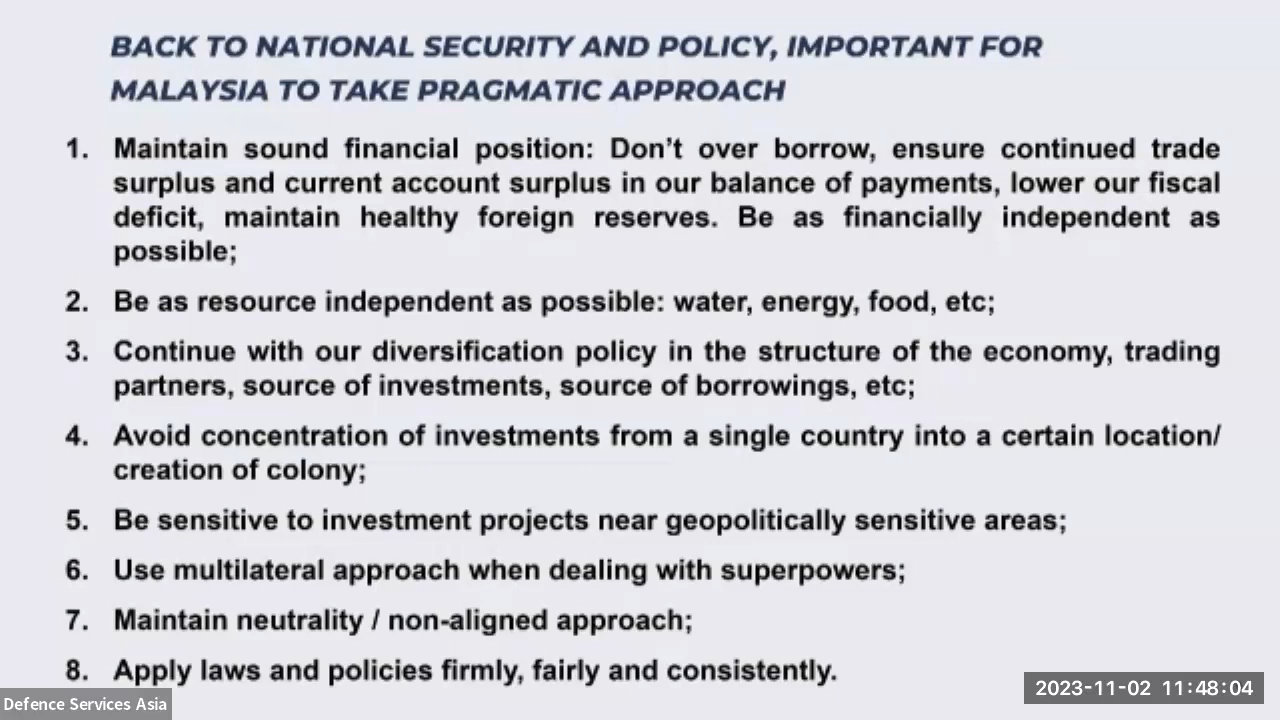 BACK TO NATIONAL SECURITY AND POLICY, IMPORTANT FOR
MALAYSIA TO TAKE PRAGMATIC APPROACH
1. Maintain sound financial position: Don't over borrow, ensure continued trade
surplus and current account surplus in our balance of payments, lower our fiscal
deficit, maintain healthy foreign reserves. Be as financially independent as
possible;
2. Be as resource independent as possible: water, energy, food, etc;
3. Continue with our diversification policy in the structure of the economy, trading
partners, source of investments, source of borrowings, etc;
4. Avoid concentration of investments from a single country into a certain location/
creation of colony;
5. Be sensitive to investment projects near geopolitically sensitive areas;
6. Use multilateral approach when dealing with superpowers;
7. Maintain neutrality / non-aligned approach;
8. Apply laws and policies firmly, fairly and consistently.
Defence Services Asia
2023-11-02 11:48:04